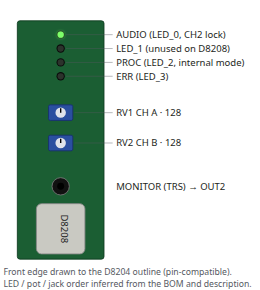 AUDIO (LED_0, CH2 lock)
LED_1 (unused on D8208)
PROC (LED_2, internal mode)
ERR (LED_3)
RV1 CH A · 128
RV2 CH B · 128
MONITOR (TRS) → OUT2
D8208
Front edge drawn to the D8204 outline (pin-compatible).
LED / pot / jack order inferred from the BOM and description.